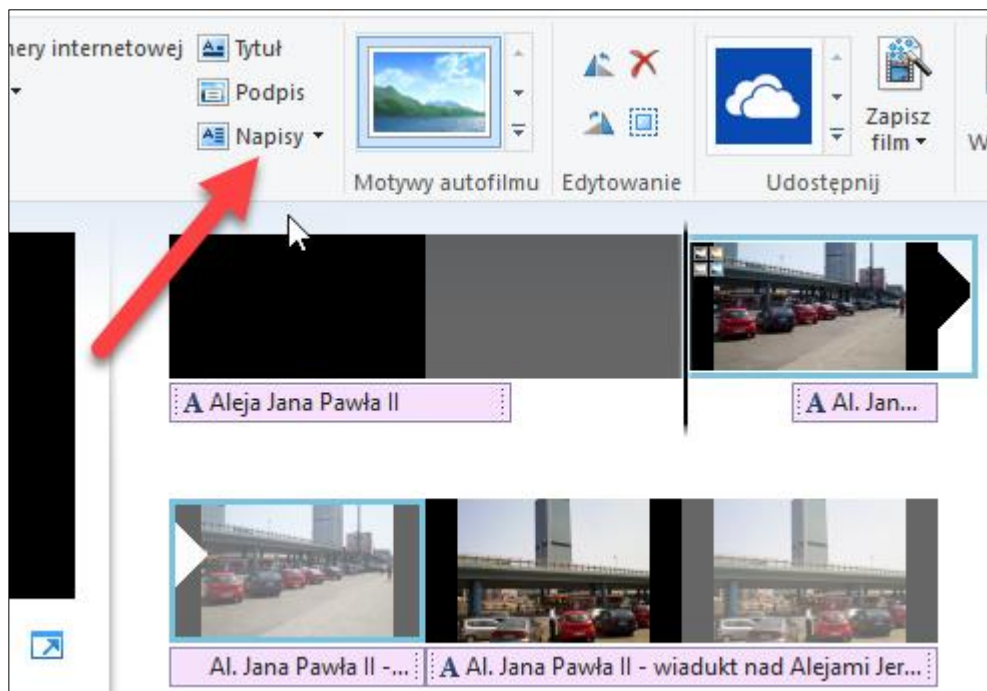 nery internetowej
Tytuł
Podpis
Napisy
Zapisz
film
W
Motywy autofilmu
Edytowanie
Udostępnij
A Aleja Jana Pawła II
A Al. Jan...
Al. Jana Pawła II -...
A Al. Jana Pawła II - wiadukt nad Alejami Jer...